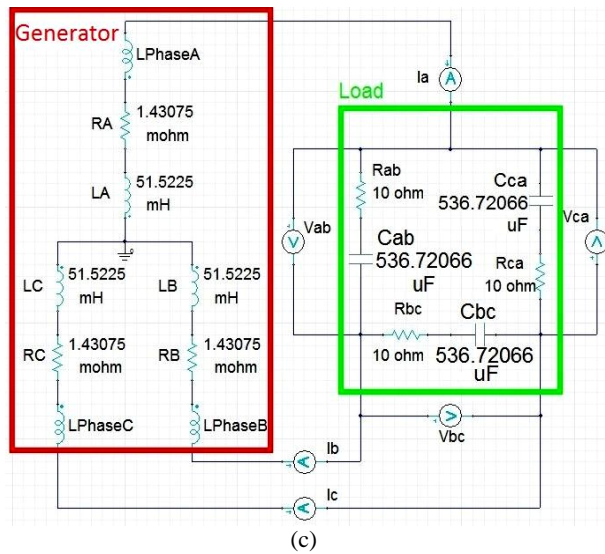 Generator
LPhaseA
1.43075
RA
mohm
51.5225
LA
mH
LC
51.5225
mH
LB
51.5225
mH
RC
1.43075
mohm
RB
1.43075
mohm
LPhaseC
LPhaseB
Ia
A
Load
Rab
10 ohm
Cca
536.72066
uF
Vab
V
Cab
536.72066
uF
Vca
V
Rca
10 ohm
Rbc
10 ohm
Cbc
536.72066
uF
V
Vbc
Ib
A
Ic
A
(c)